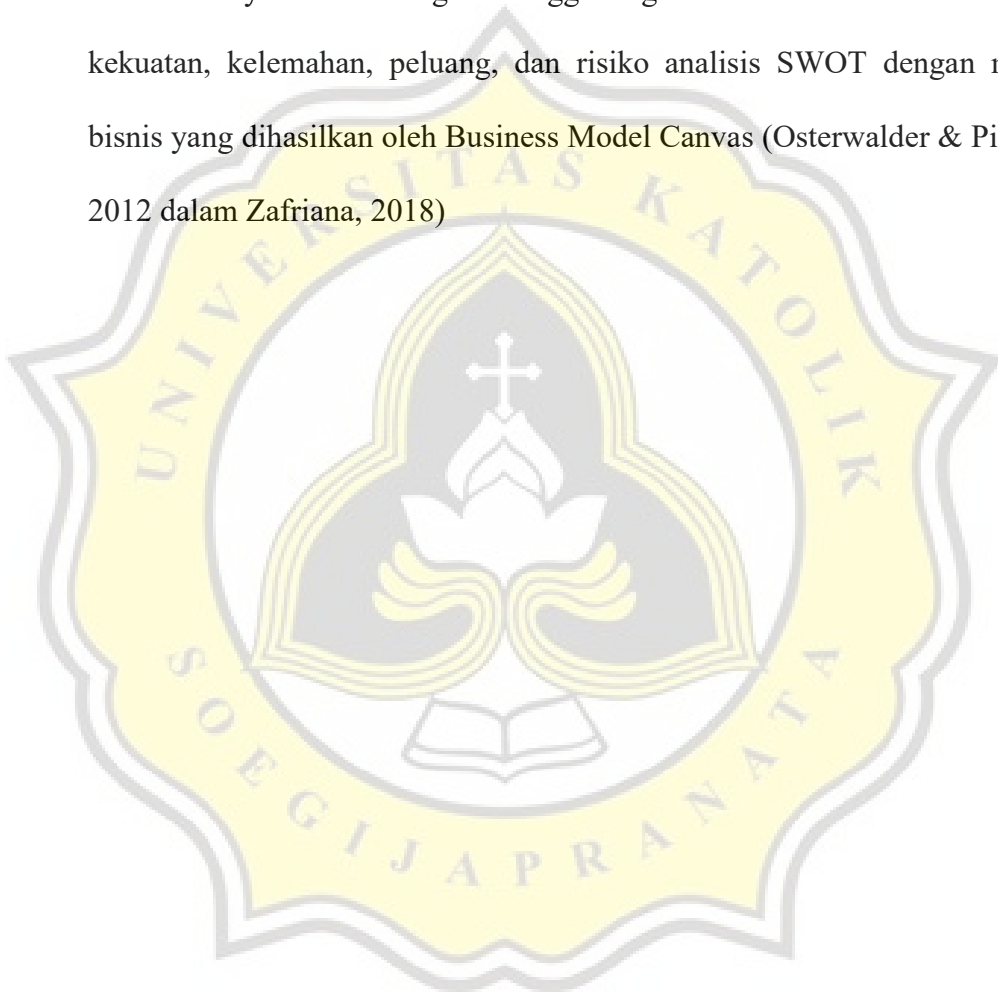 kekuatan, kelemahan, peluang, dan risiko analisis SWOT dengan
bisnis yang dihasilkan oleh Business Model Canvas (Osterwalder &
2012 dalam Zafriana, 2018)
UNIVERSITAS KATOLIK
SOEGIJAPRANATA